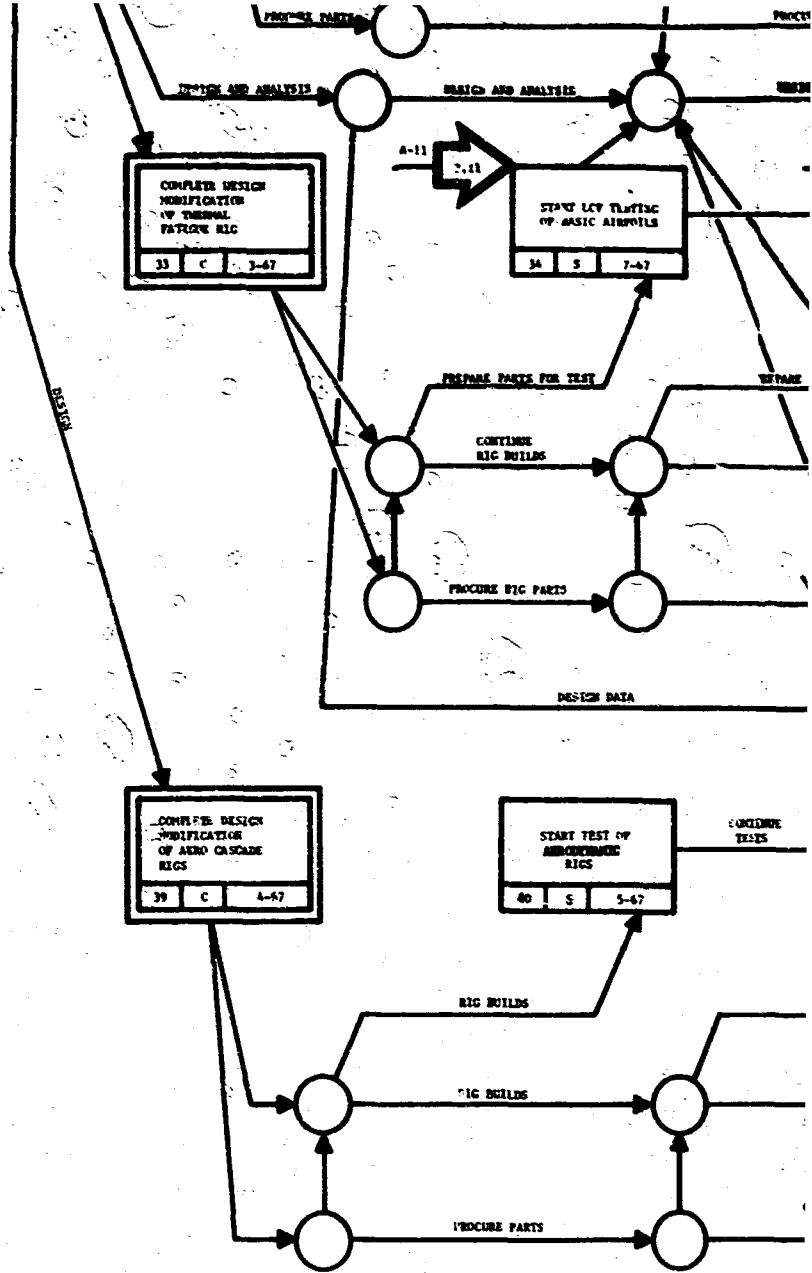 PROCURE PARTS
DESIGN AND ANALYSIS
DESIGN AND ANALYSIS
A-11
COMPLETE DESIGN
MODIFICATION
OF THERMAL
FATIGUE RIG
33 C 3-67
START LCF TESTING
OF BASIC AIRFOILS
34 S 7-67
DESIGN
PREPARE PARTS FOR TEST
CONTINUE
RIG BUILDS
PROCURE RIG PARTS
DESIGN DATA
COMPLETE DESIGN
MODIFICATION
OF AERO CASCADE
RIGS
39 C 4-67
START TEST OF
AERODYNAMIC
RIGS
40 S 5-67
CONTINUE
TESTS
RIG BUILDS
RIG BUILDS
PROCURE PARTS